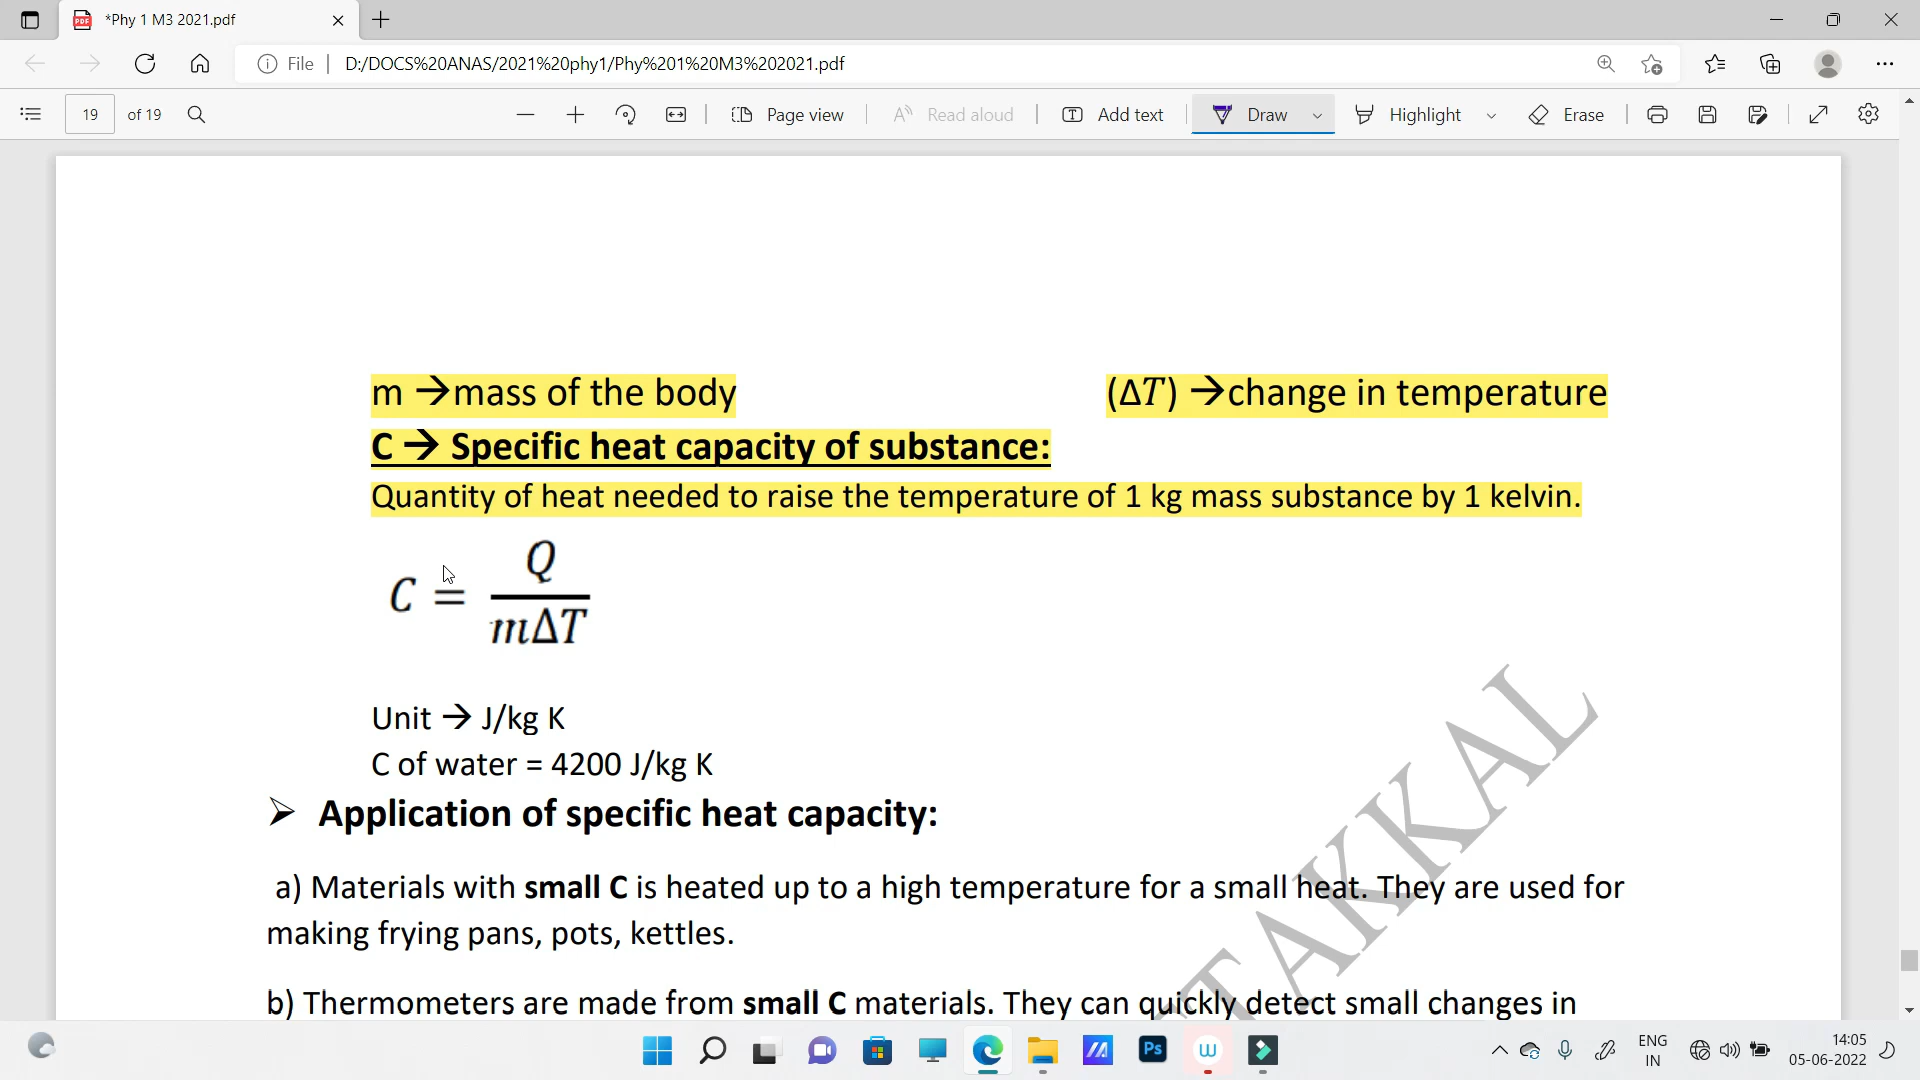 *Phy 1 M3 2021.pdf
File
D:/DOCS%20ANAS/2021%20phy1/Phy%201%20M3%202021.pdf
19 of 19
Page view
Read aloud
Add text
Draw
Highlight
Erase
m →mass of the body (ΔT) →change in temperature
C → Specific heat capacity of substance:
Quantity of heat needed to raise the temperature of 1 kg mass substance by 1 kelvin.
C = Q / mΔT
Unit → J/kg K
C of water = 4200 J/kg K
➢ Application of specific heat capacity:
a) Materials with small C is heated up to a high temperature for a small heat. They are used for
making frying pans, pots, kettles.
b) Thermometers are made from small C materials. They can quickly detect small changes in
TAKKAL
Ps
W
ENG
IN
14:05
05-06-2022